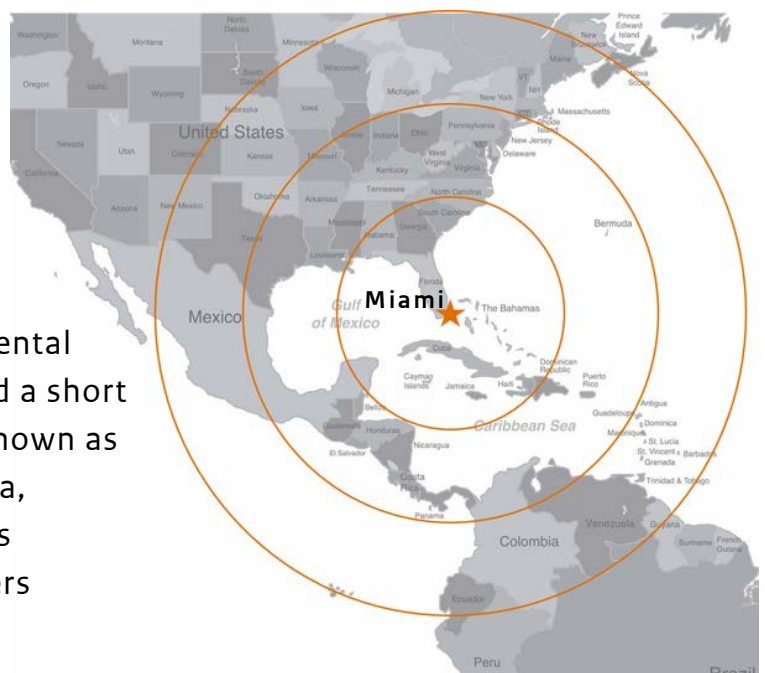 Washington
Montana
North
Dakota
Minnesota
Prince
Edward
Island
New
Brunswick
Maine
Nova
Scotia
Oregon
Idaho
Wyoming
South
Dakota
Wisconsin
Michigan
VT
NH
New York
Massachusetts
Rhode
Island
Nebraska
Iowa
United States
Nevada
Utah
Colorado
Kansas
Missouri
Illinois
Indiana
Ohio
Pennsylvania
New Jersey
MD
Delaware
West
Virginia
Virginia
Kentucky
California
Arizona
New Mexico
Oklahoma
Arkansas
Tennessee
North Carolina
South Carolina
Mississippi
Alabama
Georgia
Texas
Louisiana
Bermuda
Florida
Miami
The Bahamas
Mexico
Gulf
of Mexico
Cuba
Cayman
Islands
Jamaica
Haiti
Dominican
Republic
Puerto
Rico
Belize
Guatemala
Honduras
El Salvador
Nicaragua
Caribbean Sea
Antigua
Guadeloupe
Dominica
Martinique
St. Lucia
St. Vincent
Barbados
Grenada
Trinidad & Tobago
Costa
Rica
Panama
Venezuela
Guyana
Suriname
French
Guiana
Colombia
Ecuador
Peru
Brazil
ental
d a short
nown as
a,
s
ers